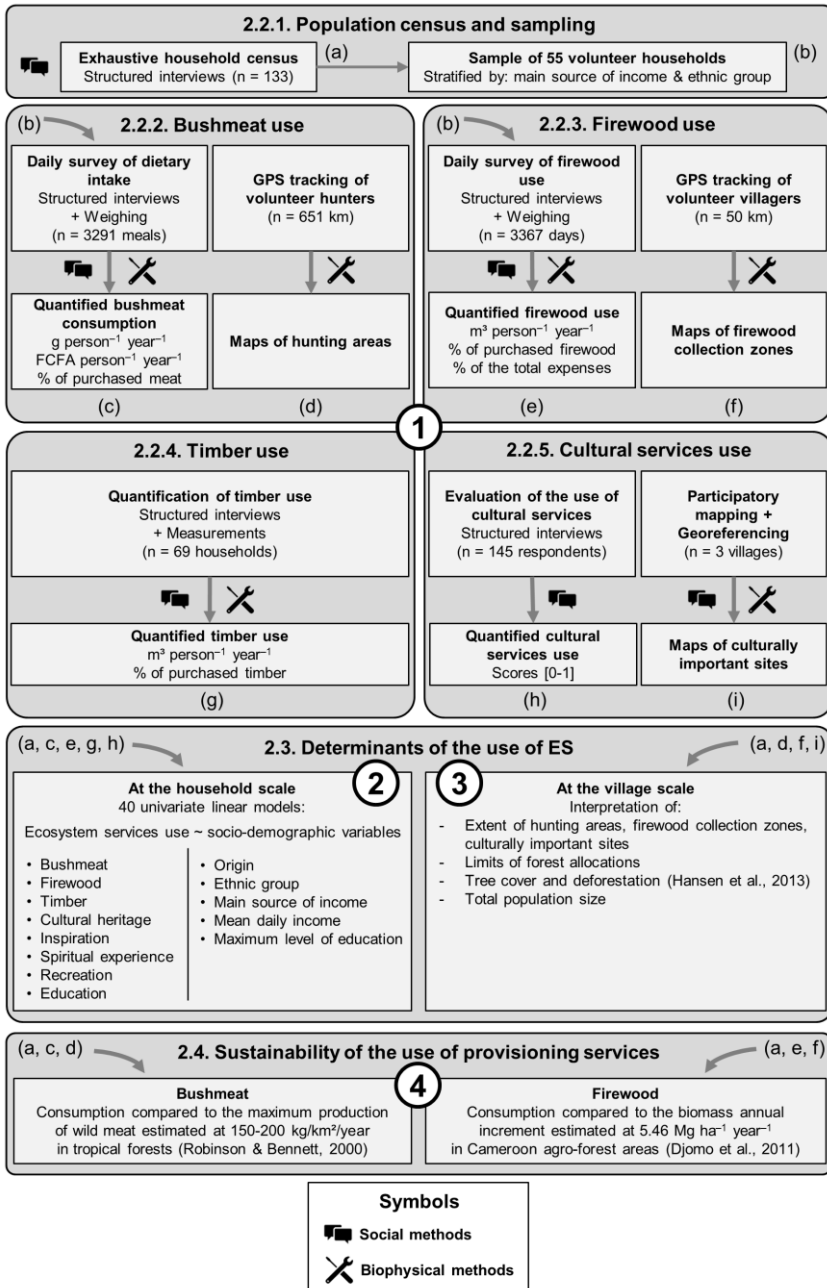 2.2.1. Population census and sampling
Exhaustive household census
Structured interviews (n = 133)
(a)
Sample of 55 volunteer households
Stratified by: main source of income & ethnic group
(b)
(b)
2.2.2. Bushmeat use
Daily survey of dietary
intake
Structured interviews
+ Weighing
(n = 3291 meals)
GPS tracking of
volunteer hunters
(n = 651 km)
Quantified bushmeat
consumption
g person⁻¹ year⁻¹
FCFA person⁻¹ year⁻¹
% of purchased meat
Maps of hunting areas
(c)
(d)
(b)
2.2.3. Firewood use
Daily survey of firewood
use
Structured interviews
+ Weighing
(n = 3367 days)
GPS tracking of
volunteer villagers
(n = 50 km)
Quantified firewood use
m³ person⁻¹ year⁻¹
% of purchased firewood
% of the total expenses
Maps of firewood
collection zones
(e)
(f)
1
2.2.4. Timber use
Quantification of timber use
Structured interviews
+ Measurements
(n = 69 households)
Quantified timber use
m³ person⁻¹ year⁻¹
% of purchased timber
(g)
2.2.5. Cultural services use
Evaluation of the use of
cultural services
Structured interviews
(n = 145 respondents)
Participatory
mapping +
Georeferencing
(n = 3 villages)
Quantified cultural
services use
Scores [0-1]
Maps of culturally
important sites
(h)
(i)
(a, c, e, g, h)
2.3. Determinants of the use of ES
(a, d, f, i)
At the household scale
2
40 univariate linear models:
Ecosystem services use ~ socio-demographic variables
• Bushmeat
• Firewood
• Timber
• Cultural heritage
• Inspiration
• Spiritual experience
• Recreation
• Education
• Origin
• Ethnic group
• Main source of income
• Mean daily income
• Maximum level of education
3
At the village scale
Interpretation of:
- Extent of hunting areas, firewood collection zones,
culturally important sites
- Limits of forest allocations
- Tree cover and deforestation (Hansen et al., 2013)
- Total population size
(a, c, d)
2.4. Sustainability of the use of provisioning services
(a, e, f)
4
Bushmeat
Consumption compared to the maximum production
of wild meat estimated at 150-200 kg/km²/year
in tropical forests (Robinson & Bennett, 2000)
Firewood
Consumption compared to the biomass annual
increment estimated at 5.46 Mg ha⁻¹ year⁻¹
in Cameroon agro-forest areas (Djomo et al., 2011)
Symbols
Social methods
Biophysical methods